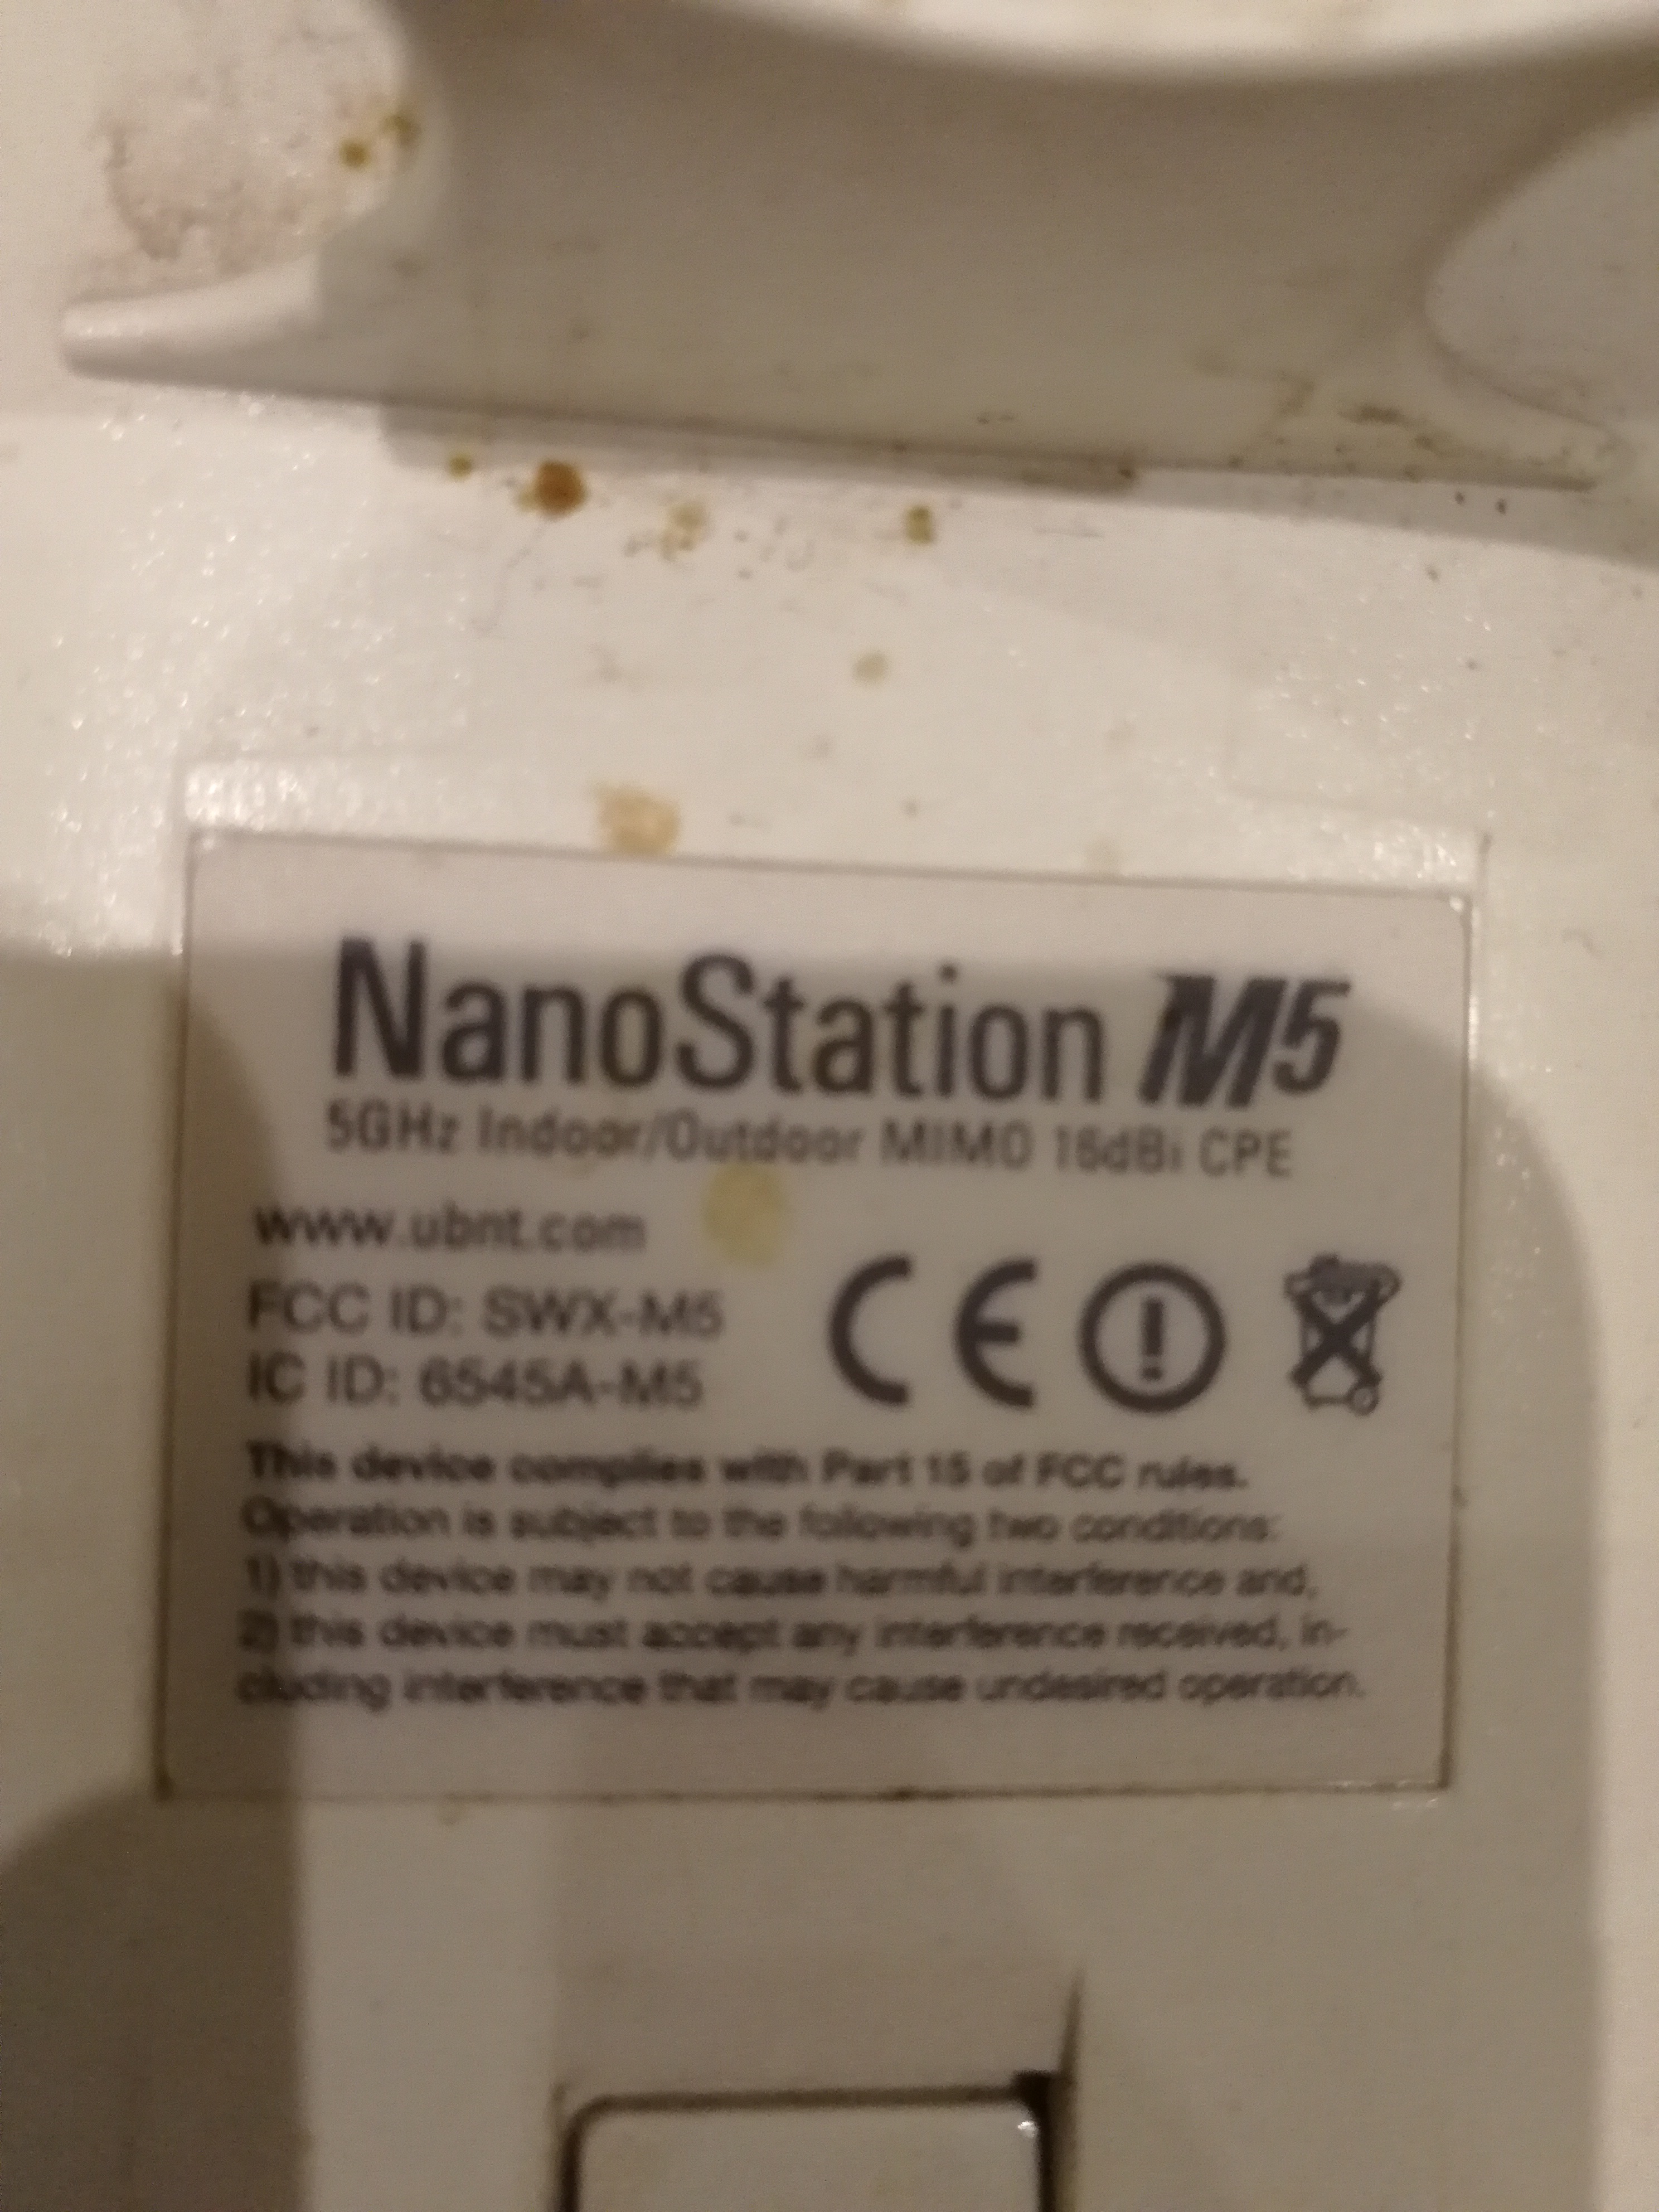 NanoStation M5
5GHz Indoor/Outdoor MIMO 16dBi CPE
www.ubnt.com
FCC ID: SWX-M5
IC ID: 6545A-M5
CE
This device complies with Part 15 of FCC rules.
Operation is subject to the following two conditions:
1) this device may not cause harmful interference and,
2) this device must accept any interference received, in-
cluding interference that may cause undesired operation.